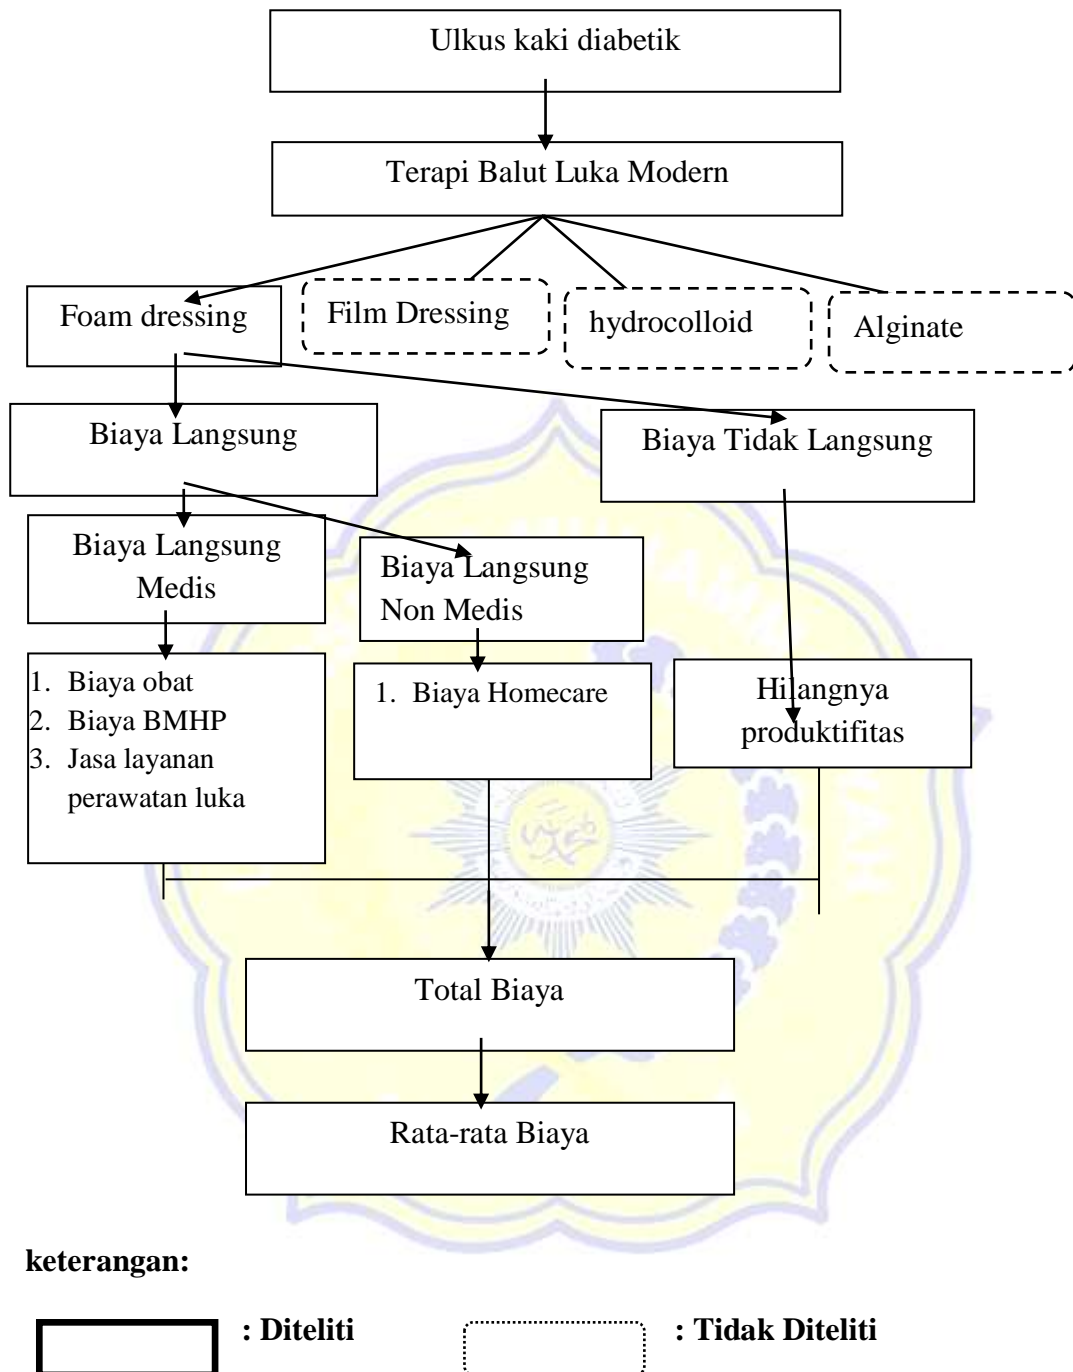 Ulkus kaki diabetik
Terapi Balut Luka Modern
Foam dressing
Film Dressing
hydrocolloid
Alginate
Biaya Langsung
Biaya Tidak Langsung
Biaya Langsung
Medis
Biaya Langsung
Non Medis
1. Biaya obat
2. Biaya BMHP
3. Jasa layanan
perawatan luka
1. Biaya Homecare
Hilangnya
produktifitas
Total Biaya
Rata-rata Biaya
keterangan:
: Diteliti
: Tidak Diteliti